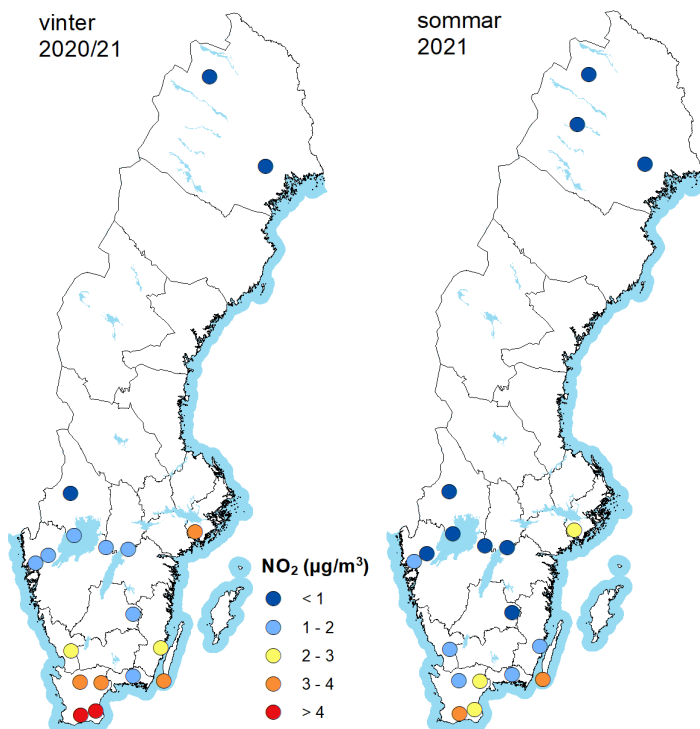 vinter
2020/21
sommar
2021
NO₂ (µg/m³)
< 1
1 - 2
2 - 3
3 - 4
> 4